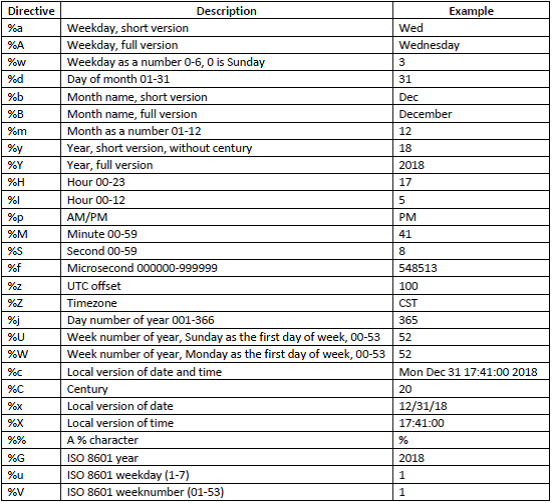 Directive Description Example
%a Weekday, short version Wed
%A Weekday, full version Wednesday
%w Weekday as a number 0-6, 0 is Sunday 3
%d Day of month 01-31 31
%b Month name, short version Dec
%B Month name, full version December
%m Month as a number 01-12 12
%y Year, short version, without century 18
%Y Year, full version 2018
%H Hour 00-23 17
%I Hour 00-12 5
%p AM/PM PM
%M Minute 00-59 41
%S Second 00-59 8
%f Microsecond 000000-999999 548513
%z UTC offset 100
%Z Timezone CST
%j Day number of year 001-366 365
%U Week number of year, Sunday as the first day of week, 00-53 52
%W Week number of year, Monday as the first day of week, 00-53 52
%c Local version of date and time Mon Dec 31 17:41:00 2018
%C Century 20
%x Local version of date 12/31/18
%X Local version of time 17:41:00
%% A % character %
%G ISO 8601 year 2018
%u ISO 8601 weekday (1-7) 1
%V ISO 8601 weeknumber (01-53) 1